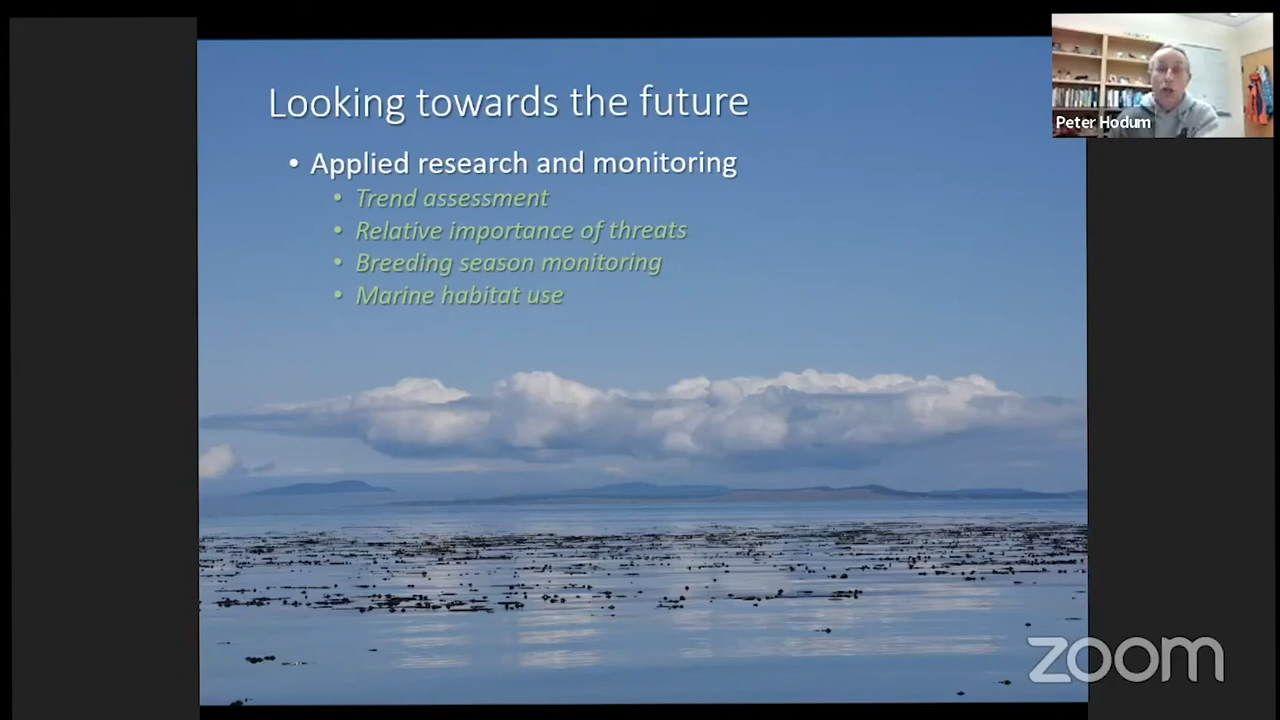 Looking towards the future
• Applied research and monitoring
• Trend assessment
• Relative importance of threats
• Breeding season monitoring
• Marine habitat use
Peter Hodum
zoom